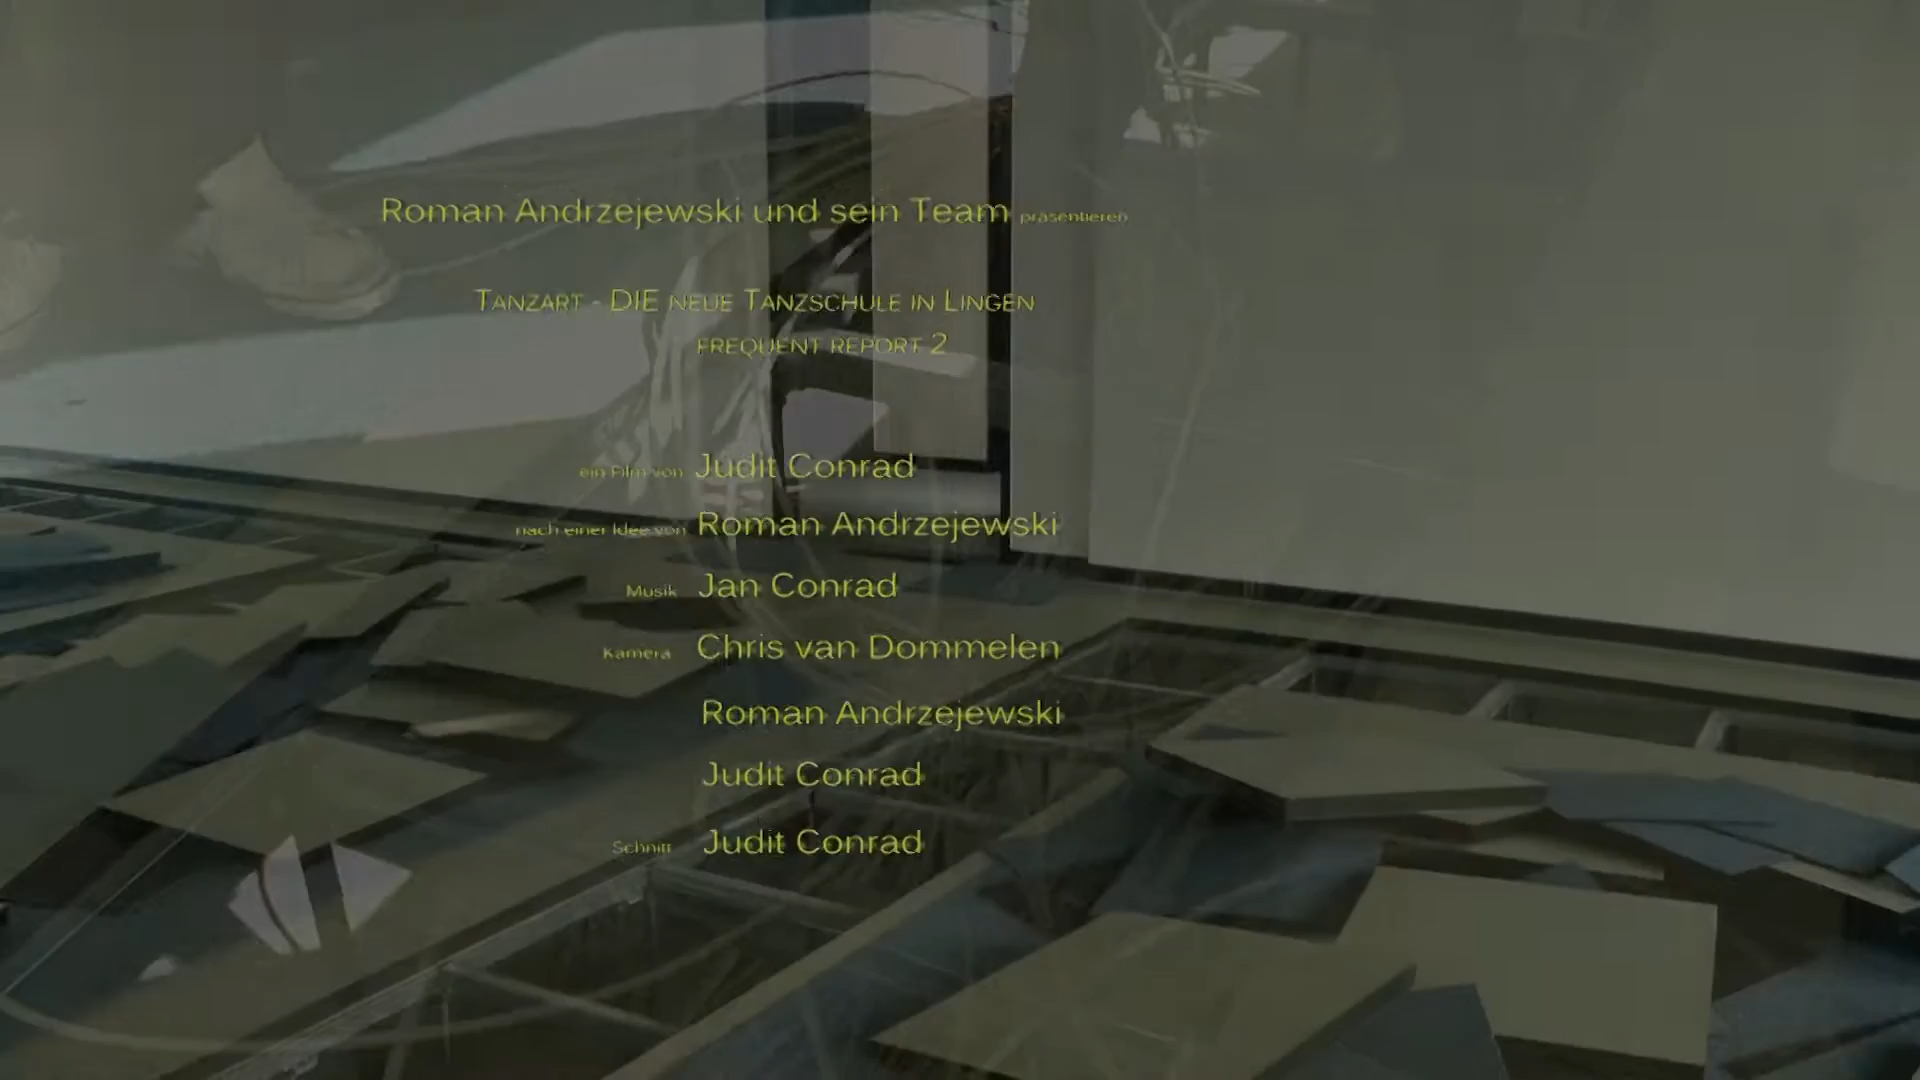 Roman Andrzejewski und sein Team präsentieren
TANZART - DIE NEUE TANZSCHULE IN LINGEN
FREQUENT REPORT 2
ein Film von Judit Conrad
nach einer Idee von Roman Andrzejewski
Musik Jan Conrad
Kamera Chris van Dommelen
Roman Andrzejewski
Judit Conrad
Schnitt Judit Conrad